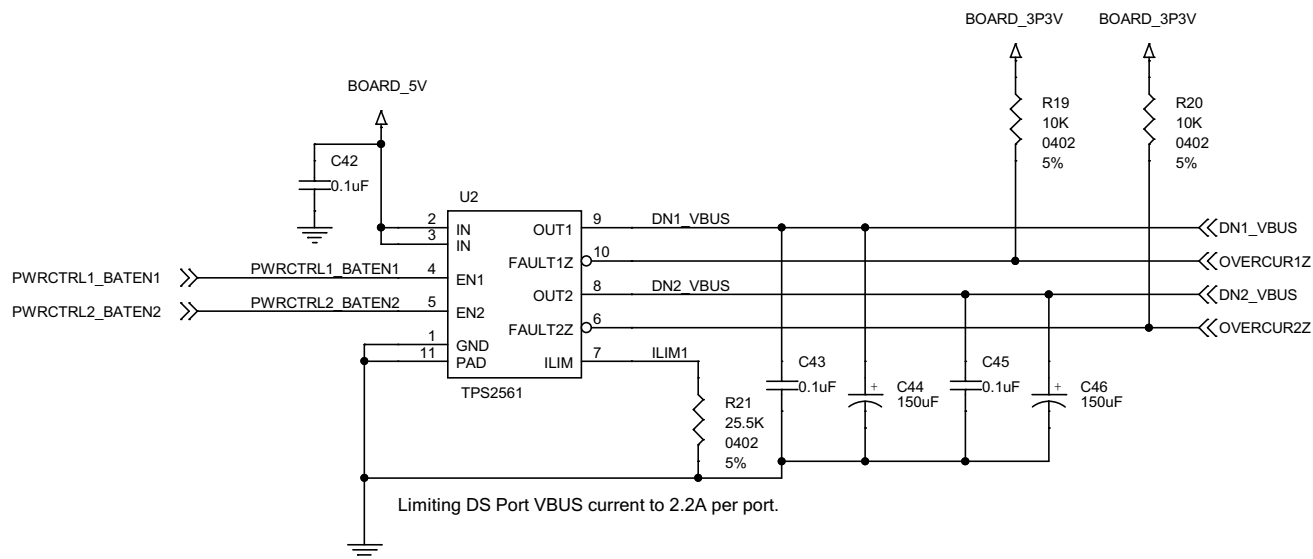 BOARD_3P3V
BOARD_3P3V
BOARD_5V
R19
10K
0402
5%
R20
10K
0402
5%
C42
0.1uF
U2
2
IN
3
IN
OUT1
9
DN1_VBUS
DN1_VBUS
FAULT1Z
10
OVERCUR1Z
PWRCTRL1_BATEN1
PWRCTRL1_BATEN1
4
EN1
OUT2
8
DN2_VBUS
DN2_VBUS
PWRCTRL2_BATEN2
PWRCTRL2_BATEN2
5
EN2
FAULT2Z
6
OVERCUR2Z
1
GND
11
PAD
ILIM
7
ILIM1
TPS2561
C43
0.1uF
+
C44
150uF
C45
0.1uF
+
C46
150uF
R21
25.5K
0402
5%
Limiting DS Port VBUS current to 2.2A per port.